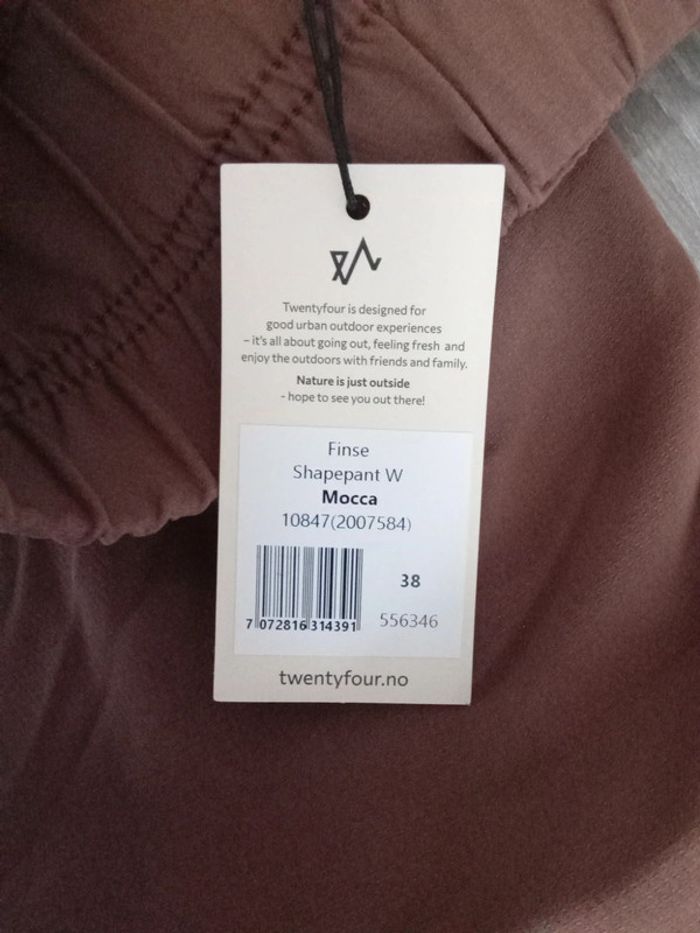 Twentyfour is designed for
good urban outdoor experiences
– it's all about going out, feeling fresh and
enjoy the outdoors with friends and family.
Nature is just outside
- hope to see you out there!
Finse
Shapepant W
Mocca
10847(2007584)
38
7 072816 314391
556346
twentyfour.no